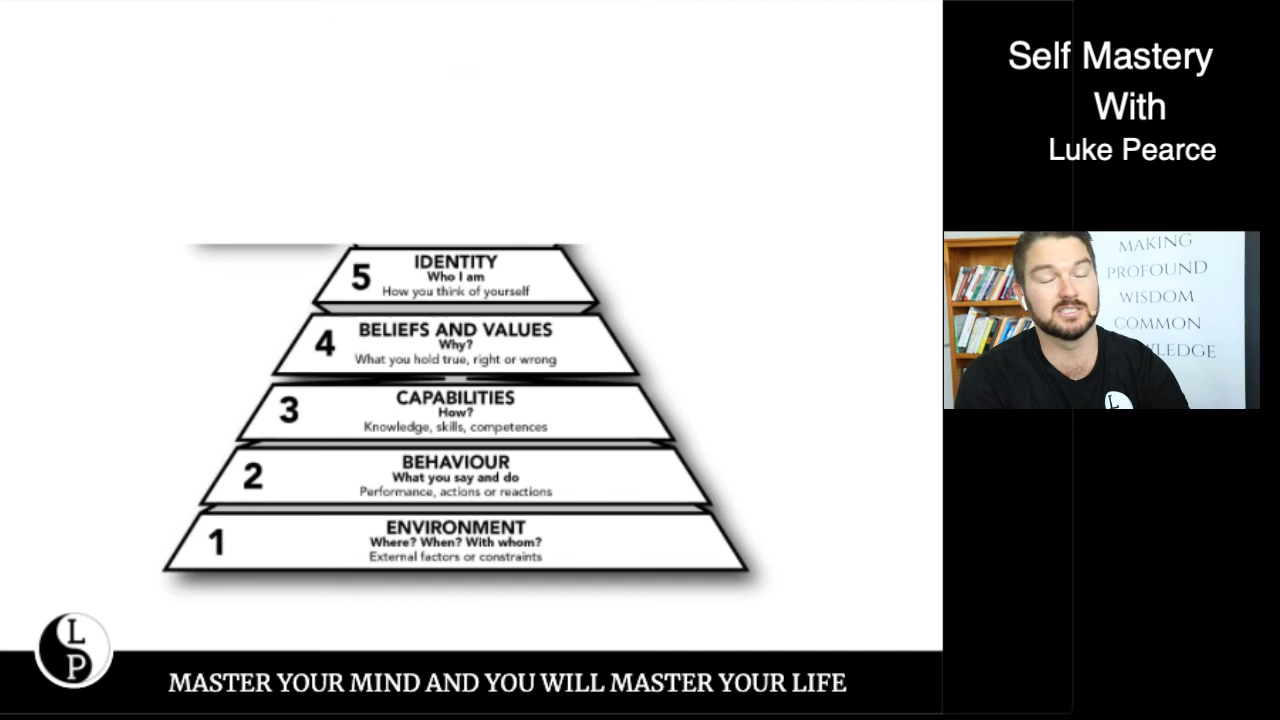 Self Mastery
With
Luke Pearce
MAKING
PROFOUND
WISDOM
COMMON
5
IDENTITY
Who I am
How you think of yourself
4
BELIEFS AND VALUES
Why?
What you hold true, right or wrong
3
CAPABILITIES
How?
Knowledge, skills, competences
2
BEHAVIOUR
What you say and do
Performance, actions or reactions
1
ENVIRONMENT
Where? When? With whom?
External factors or constraints
L
P
L
MASTER YOUR MIND AND YOU WILL MASTER YOUR LIFE